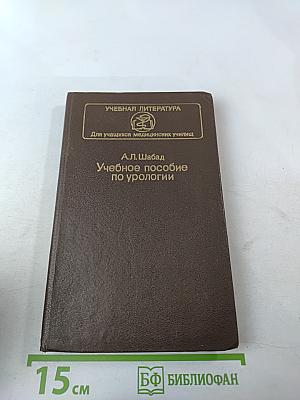 УЧЕБНАЯ ЛИТЕРАТУРА
Для учащихся медицинских училищ
А.Л. Шабад
Учебное пособие
по урологии
15 см
БФ БИБЛИОФАН